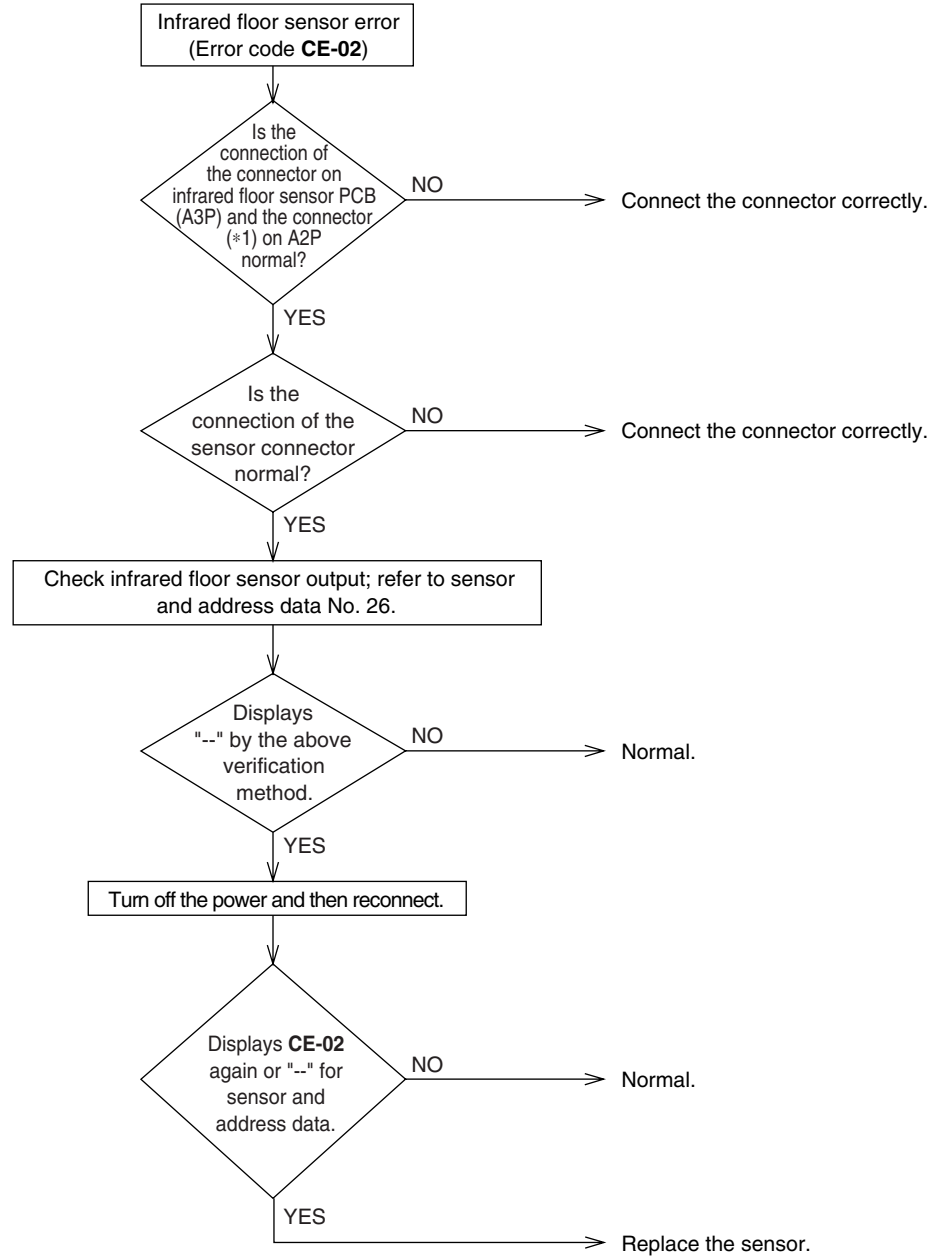 Infrared floor sensor error
(Error code CE-02)
Is the
connection of
the connector on
infrared floor sensor PCB
(A3P) and the connector
(*1) on A2P
normal?
NO
Connect the connector correctly.
YES
Is the
connection of the
sensor connector
normal?
NO
Connect the connector correctly.
YES
Check infrared floor sensor output; refer to sensor
and address data No. 26.
Displays
"--" by the above
verification
method.
NO
Normal.
YES
Turn off the power and then reconnect.
Displays CE-02
again or "--" for
sensor and
address data.
NO
Normal.
YES
Replace the sensor.